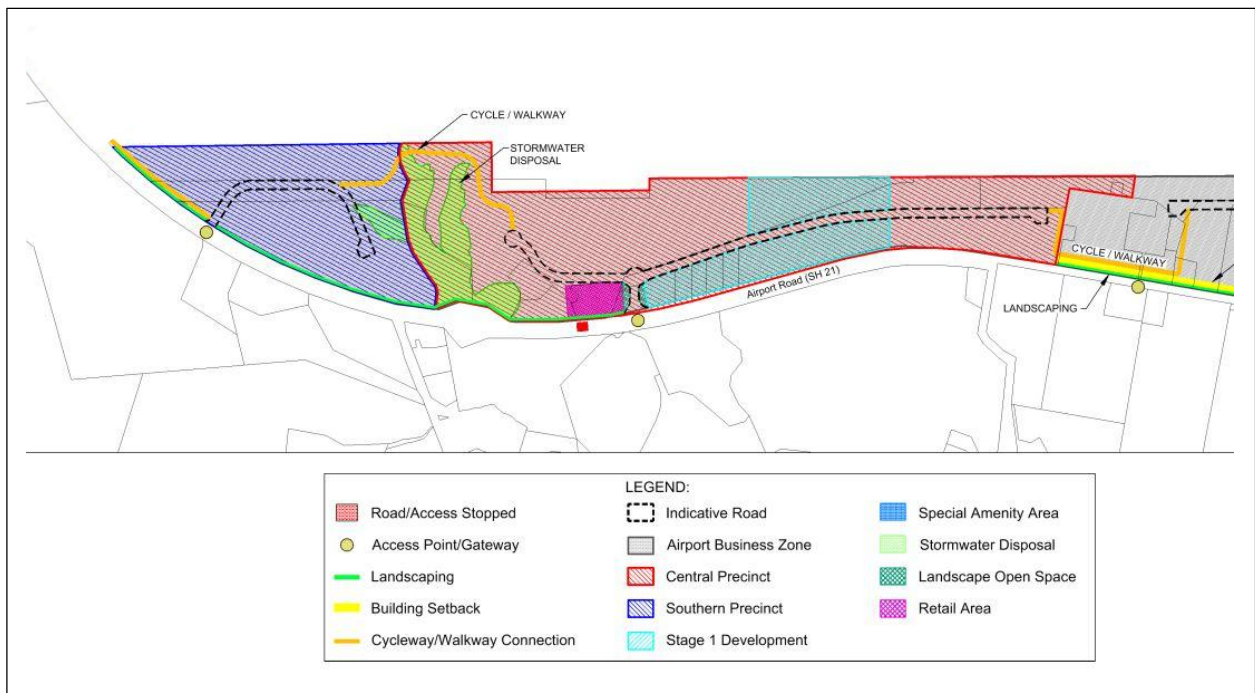 CYCLE / WALKWAY
STORMWATER
DISPOSAL
Airport Road (SH 21)
CYCLE / WALKWAY
LANDSCAPING
LEGEND:
Road/Access Stopped
Access Point/Gateway
Landscaping
Building Setback
Cycleway/Walkway Connection
Indicative Road
Airport Business Zone
Central Precinct
Southern Precinct
Stage 1 Development
Special Amenity Area
Stormwater Disposal
Landscape Open Space
Retail Area